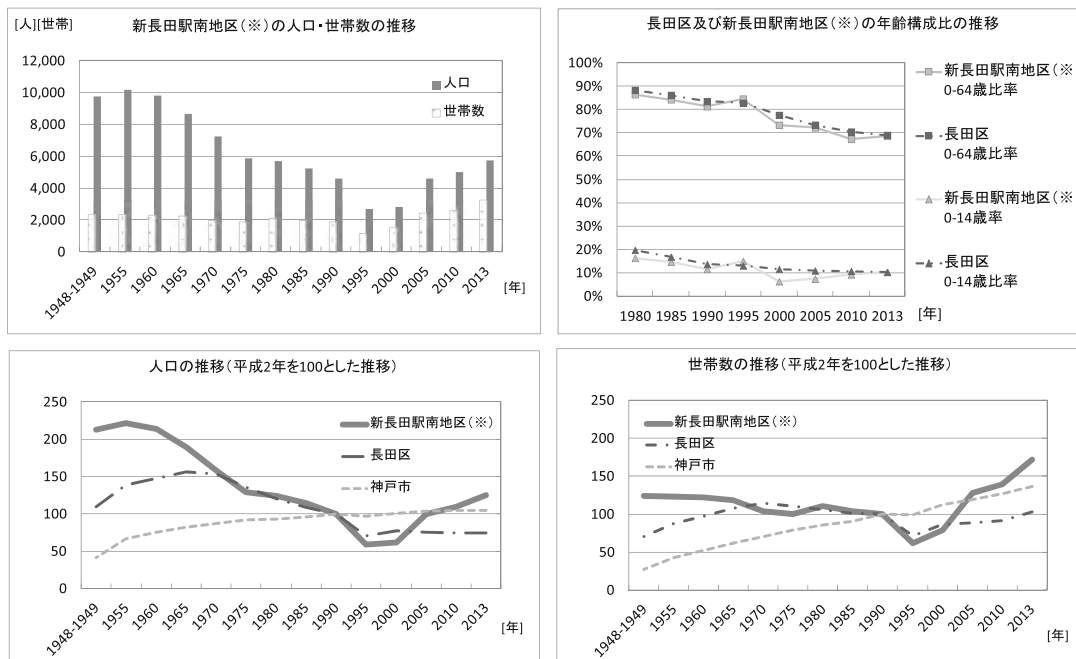 新長田駅南地区（※）の人口・世帯数の推移
[人][世帯]
12,000
10,000
8,000
6,000
4,000
2,000
0
人口
世帯数
1948-1949
1955
1960
1965
1970
1975
1980
1985
1990
1995
2000
2005
2010
2013
[年]
長田区及び新長田駅南地区（※）の年齢構成比の推移
100%
90%
80%
70%
60%
50%
40%
30%
20%
10%
0%
1980 1985 1990 1995 2000 2005 2010 2013
[年]
新長田駅南地区（※
0-64歳比率
長田区
0-64歳比率
新長田駅南地区（※
0-14歳率
長田区
0-14歳比率
人口の推移（平成2年を100とした推移）
250
200
150
100
50
0
新長田駅南地区（※）
長田区
神戸市
1948-1949
1955
1960
1965
1970
1975
1980
1985
1990
1995
2000
2005
2010
2013
[年]
世帯数の推移（平成2年を100とした推移）
250
200
150
100
50
0
新長田駅南地区（※）
長田区
神戸市
1948-1949
1955
1960
1965
1970
1975
1980
1985
1990
1995
2000
2005
2010
2013
[年]